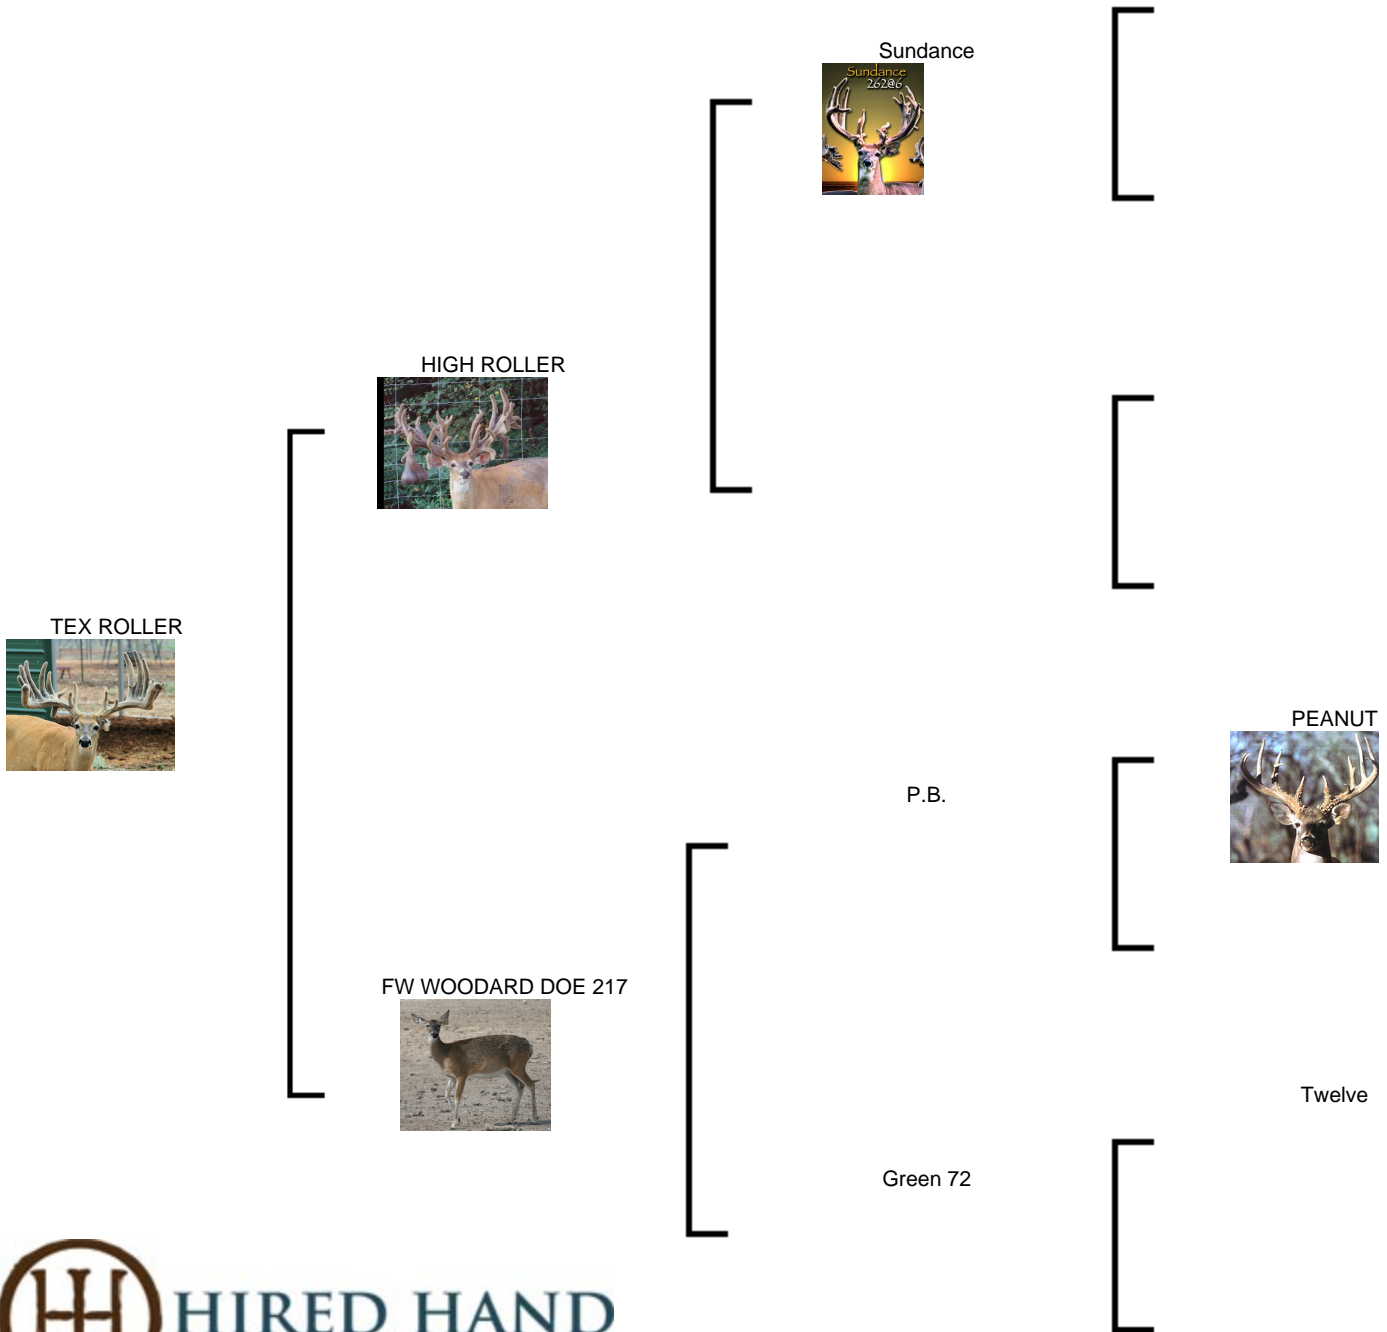 Sundance
Sundance
262@6
HIGH ROLLER
TEX ROLLER
PEANUT
P.B.
FW WOODARD DOE 217
Twelve
Green 72
HIRED HAND